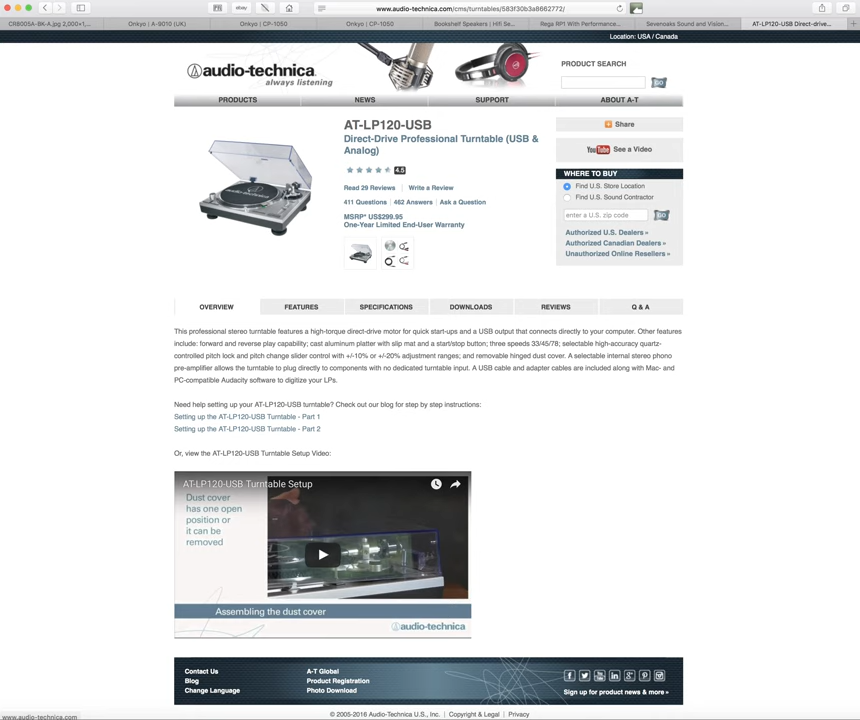 ebay
www.audio-technica.com/cms/turntables/583f30b3a8662772/
CR8005A-BK-A.jpg 2,000×1,...
Onkyo | A-9010 (UK)
Onkyo | CP-1050
Onkyo | CP-1050
Bookshelf Speakers | Hifi Se...
Rega RP1 With Performance...
Sevenoaks Sound and Vision...
AT-LP120-USB Direct-drive...
Location: USA / Canada
audio-technica.
always listening
PRODUCT SEARCH
GO
PRODUCTS
NEWS
SUPPORT
ABOUT A-T
AT-LP120-USB
Direct-Drive Professional Turntable (USB &
Analog)
4.5
Read 29 Reviews | Write a Review
411 Questions | 462 Answers | Ask a Question
MSRP* US$299.95
One-Year Limited End-User Warranty
Share
YouTube See a Video
WHERE TO BUY
Find U.S. Store Location
Find U.S. Sound Contractor
enter a U.S. zip code
GO
Authorized U.S. Dealers »
Authorized Canadian Dealers »
Unauthorized Online Resellers »
OVERVIEW
FEATURES
SPECIFICATIONS
DOWNLOADS
REVIEWS
Q & A
This professional stereo turntable features a high-torque direct-drive motor for quick start-ups and a USB output that connects directly to your computer. Other features
include: forward and reverse play capability; cast aluminum platter with slip mat and a start/stop button; three speeds 33/45/78; selectable high-accuracy quartz-
controlled pitch lock and pitch change slider control with +/-10% or +/-20% adjustment ranges; and removable hinged dust cover. A selectable internal stereo phono
pre-amplifier allows the turntable to plug directly to components with no dedicated turntable input. A USB cable and adapter cables are included along with Mac- and
PC-compatible Audacity software to digitize your LPs.
Need help setting up your AT-LP120-USB turntable? Check out our blog for step by step instructions:
Setting up the AT-LP120-USB Turntable - Part 1
Setting up the AT-LP120-USB Turntable - Part 2
Or, view the AT-LP120-USB Turntable Setup Video:
AT-LP120-USB Turntable Setup
Dust cover
has one open
position or
it can be
removed
Assembling the dust cover
audio-technica
Contact Us
Blog
Change Language
A-T Global
Product Registration
Photo Download
Sign up for product news & more »
© 2005-2016 Audio-Technica U.S., Inc. | Copyright & Legal | Privacy
www.audio-technica.com